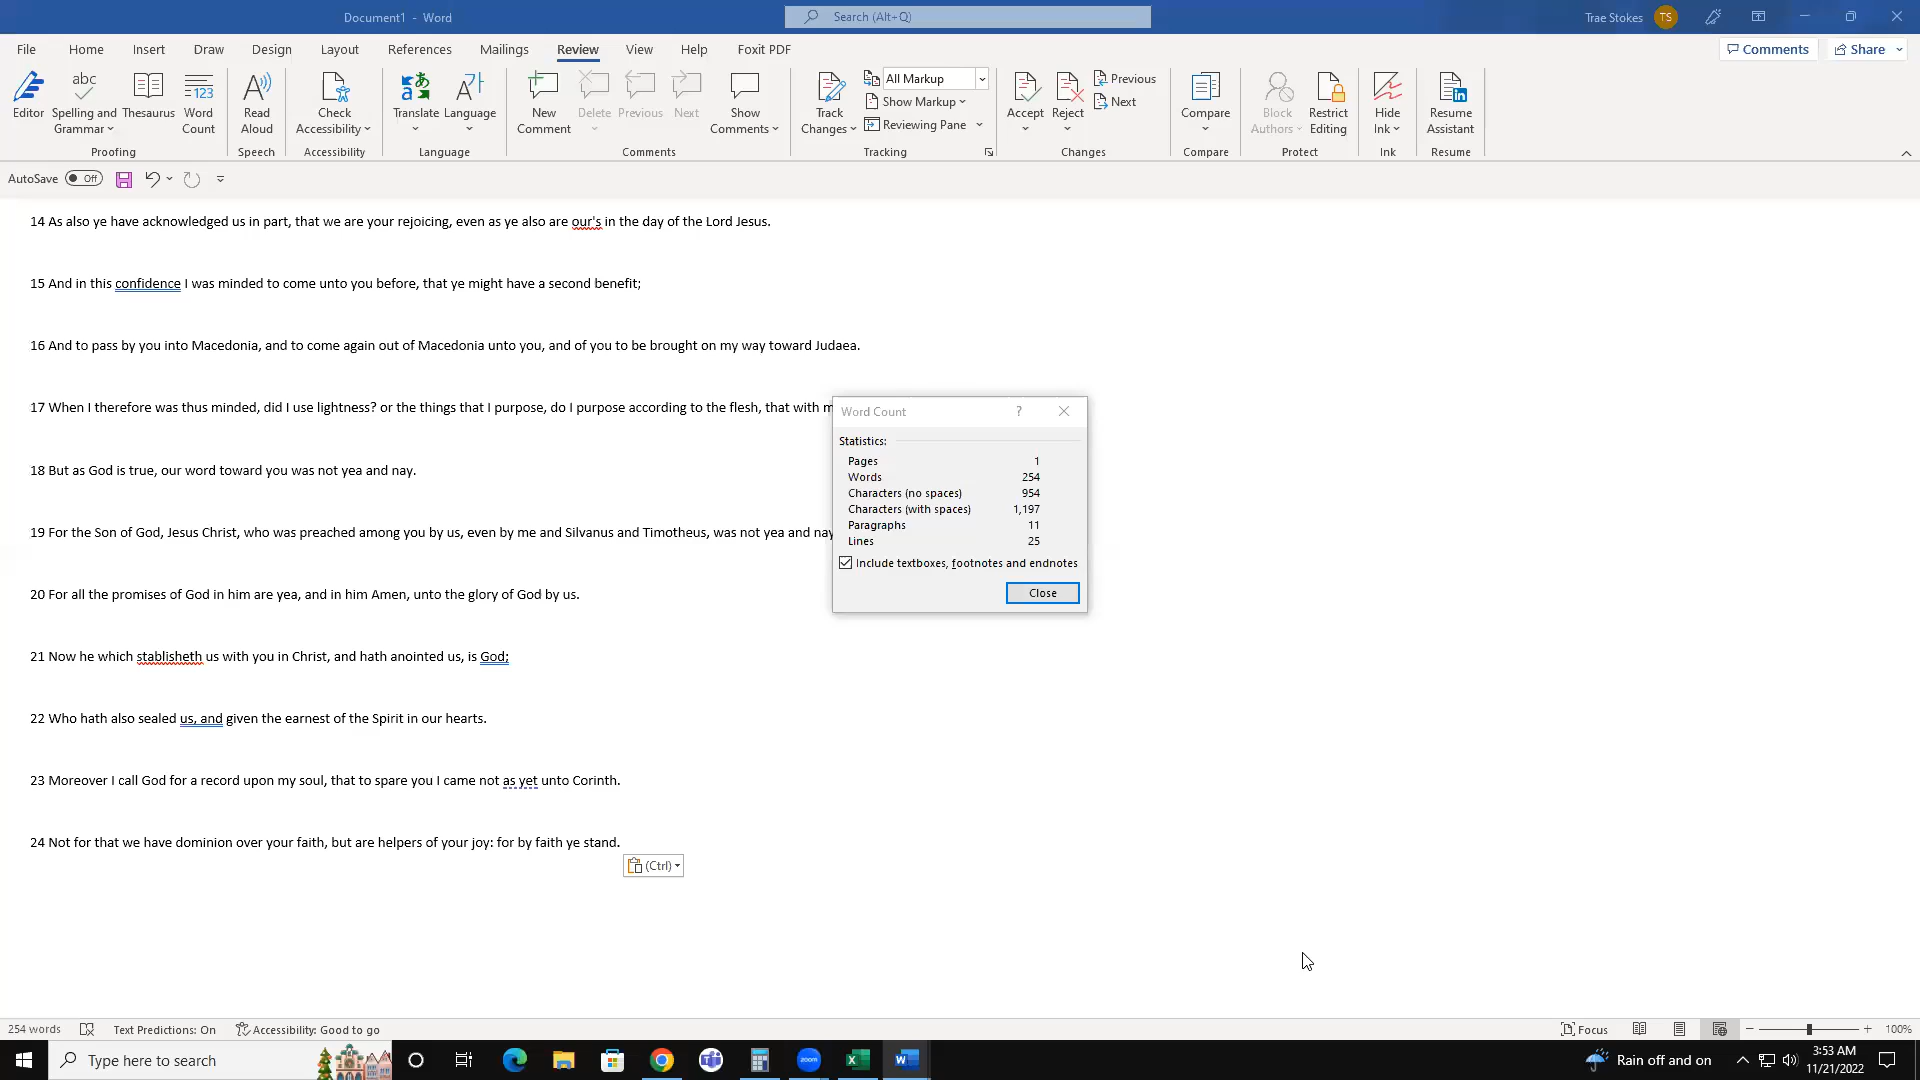 Document1 - Word
Search (Alt+Q)
Trae Stokes TS
File Home Insert Draw Design Layout References Mailings Review View Help Foxit PDF
Comments Share
Editor
Spelling and Grammar
Thesaurus
Word Count
Proofing
Read Aloud
Speech
Check Accessibility
Accessibility
Translate
Language
Language
New Comment
Delete
Previous
Next
Show Comments
Comments
Track Changes
All Markup
Show Markup
Reviewing Pane
Tracking
Accept
Reject
Previous
Next
Changes
Compare
Compare
Block Authors
Restrict Editing
Protect
Hide Ink
Ink
Resume Assistant
Resume
AutoSave Off
14 As also ye have acknowledged us in part, that we are your rejoicing, even as ye also are our's in the day of the Lord Jesus.
15 And in this confidence I was minded to come unto you before, that ye might have a second benefit;
16 And to pass by you into Macedonia, and to come again out of Macedonia unto you, and of you to be brought on my way toward Judaea.
17 When I therefore was thus minded, did I use lightness? or the things that I purpose, do I purpose according to the flesh, that with m
18 But as God is true, our word toward you was not yea and nay.
19 For the Son of God, Jesus Christ, who was preached among you by us, even by me and Silvanus and Timotheus, was not yea and nay
20 For all the promises of God in him are yea, and in him Amen, unto the glory of God by us.
21 Now he which stablisheth us with you in Christ, and hath anointed us, is God;
22 Who hath also sealed us, and given the earnest of the Spirit in our hearts.
23 Moreover I call God for a record upon my soul, that to spare you I came not as yet unto Corinth.
24 Not for that we have dominion over your faith, but are helpers of your joy: for by faith ye stand.
(Ctrl)
Word Count ?
Statistics:
Pages 1
Words 254
Characters (no spaces) 954
Characters (with spaces) 1,197
Paragraphs 11
Lines 25
Include textboxes, footnotes and endnotes
Close
254 words Text Predictions: On Accessibility: Good to go
Focus 100%
Type here to search
zoom
Rain off and on
3:53 AM
11/21/2022